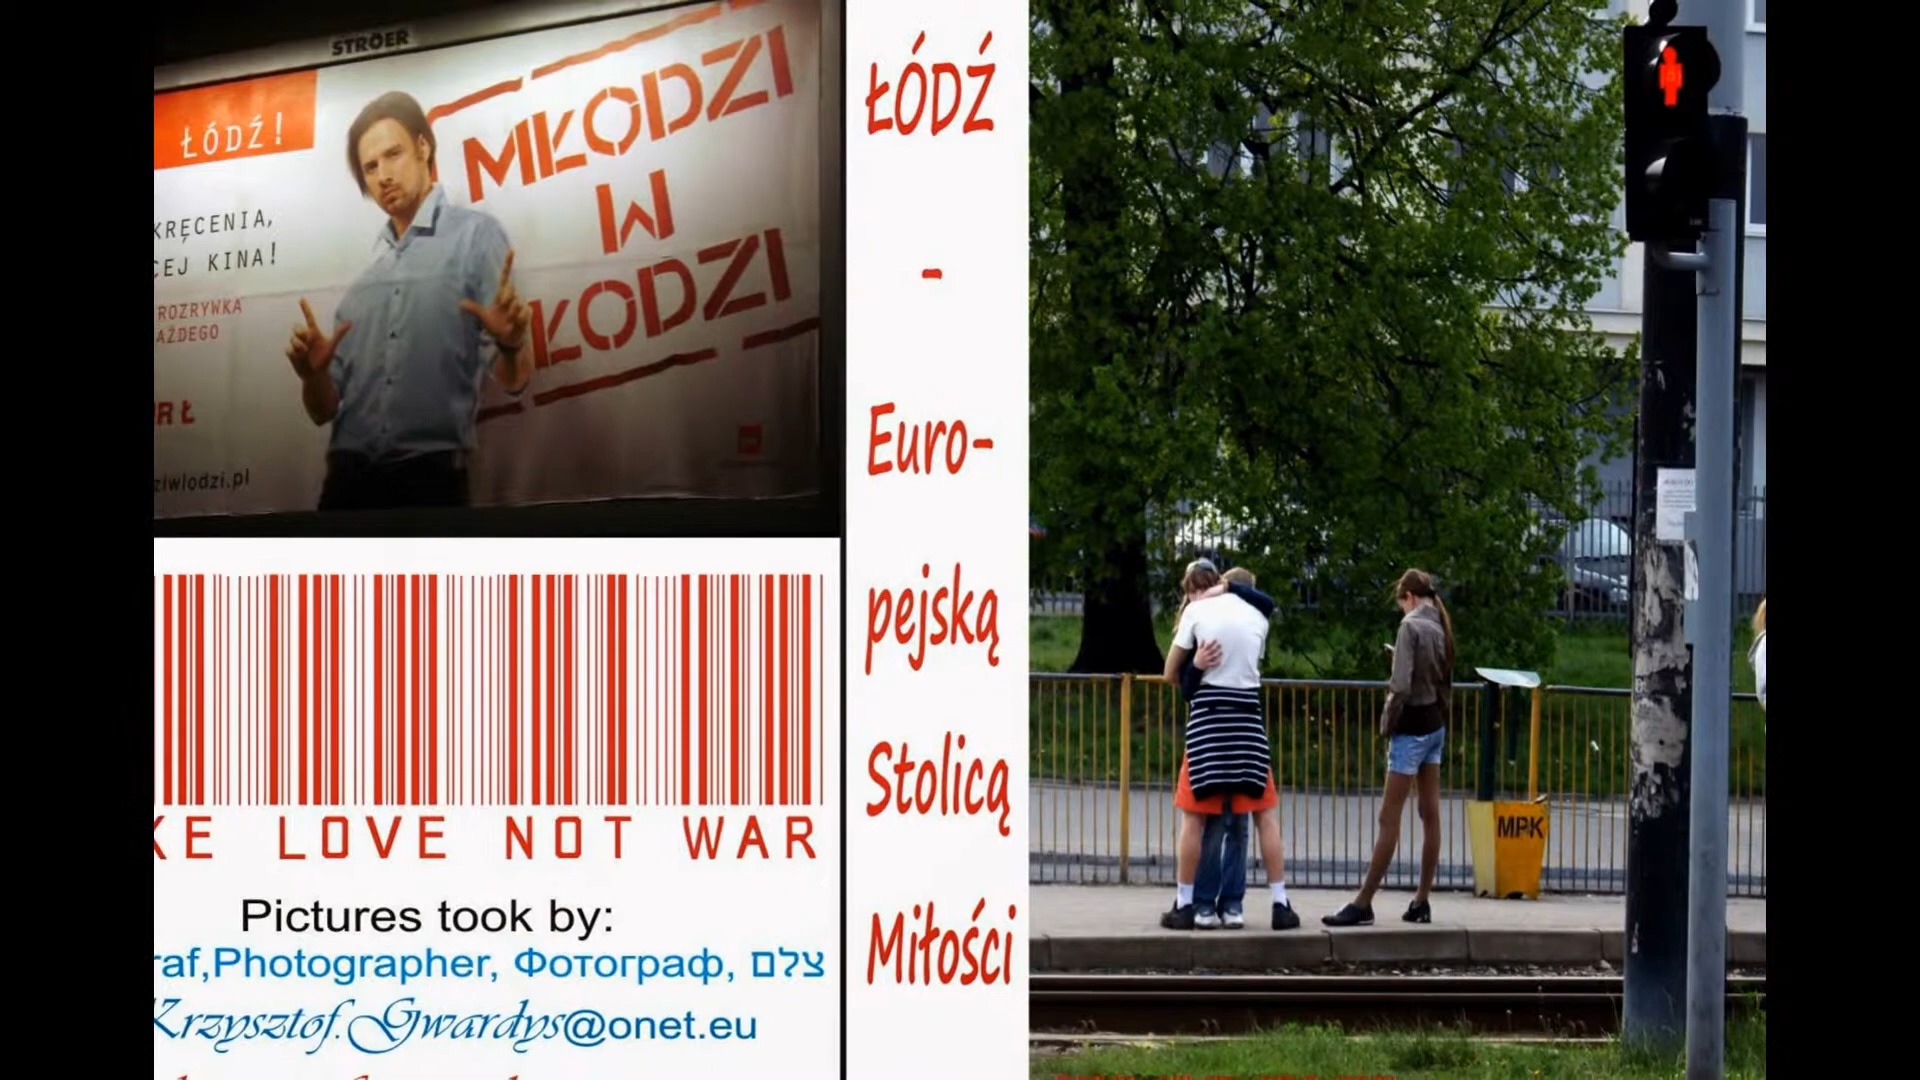 STRÖER
ŁÓDŹ!
KRĘCENIA,
CEJ KINA!
ROZRYWKA
AŻDEGO
R Ł
ziwlodzi.pl
MŁODZI
W
ŁODZI
KE LOVE NOT WAR
Pictures took by:
raf,Photographer, Фотограф, צלם
Krzysztof.Gwardys@onet.eu
ŁÓDŹ
-
Euro-
pejską
Stolicą
Miłości
MPK